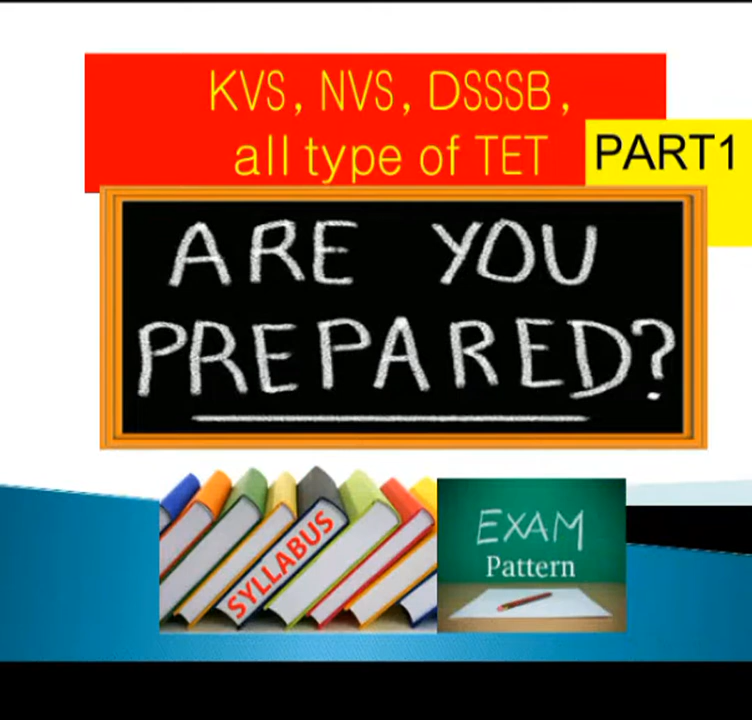 KVS, NVS, DSSSB,
all type of TET
PART1
ARE YOU
PREPARED?
SYLLABUS
EXAM
Pattern